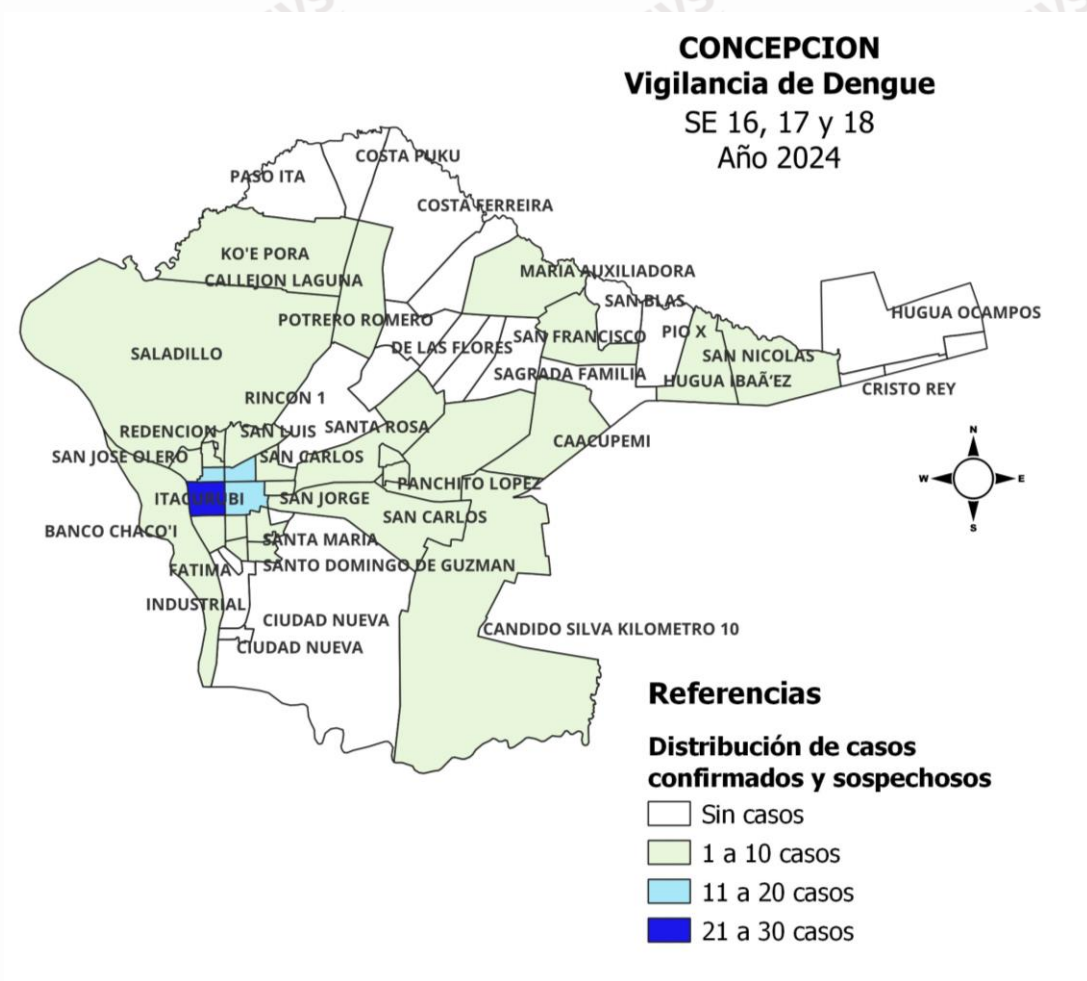 CONCEPCION
Vigilancia de Dengue
SE 16, 17 y 18
Año 2024
COSTA PUKU
PASO ITA
COSTA FERREIRA
KO'E PORA
MARIA AUXILIADORA
CALLEJON LAGUNA
SAN BLAS
HUGUA OCAMPOS
POTRERO ROMERO
PIO X
SAN FRANCISCO
DE LAS FLORES
SALADILLO
SAN NICOLAS
SAGRADA FAMILIA
HUGUA IBAÃ'EZ
CRISTO REY
RINCON 1
SANTA ROSA
REDENCION
SAN LUIS
CAACUPEMI
SAN JOSE OLERO
SAN CARLOS
PANCHITO LOPEZ
ITACURUBI
SAN JORGE
SAN CARLOS
BANCO CHACO'I
SANTA MARIA
SANTO DOMINGO DE GUZMAN
FATIMA
INDUSTRIAL
CIUDAD NUEVA
CANDIDO SILVA KILOMETRO 10
CIUDAD NUEVA
N
W
E
S
Referencias
Distribución de casos
confirmados y sospechosos
Sin casos
1 a 10 casos
11 a 20 casos
21 a 30 casos